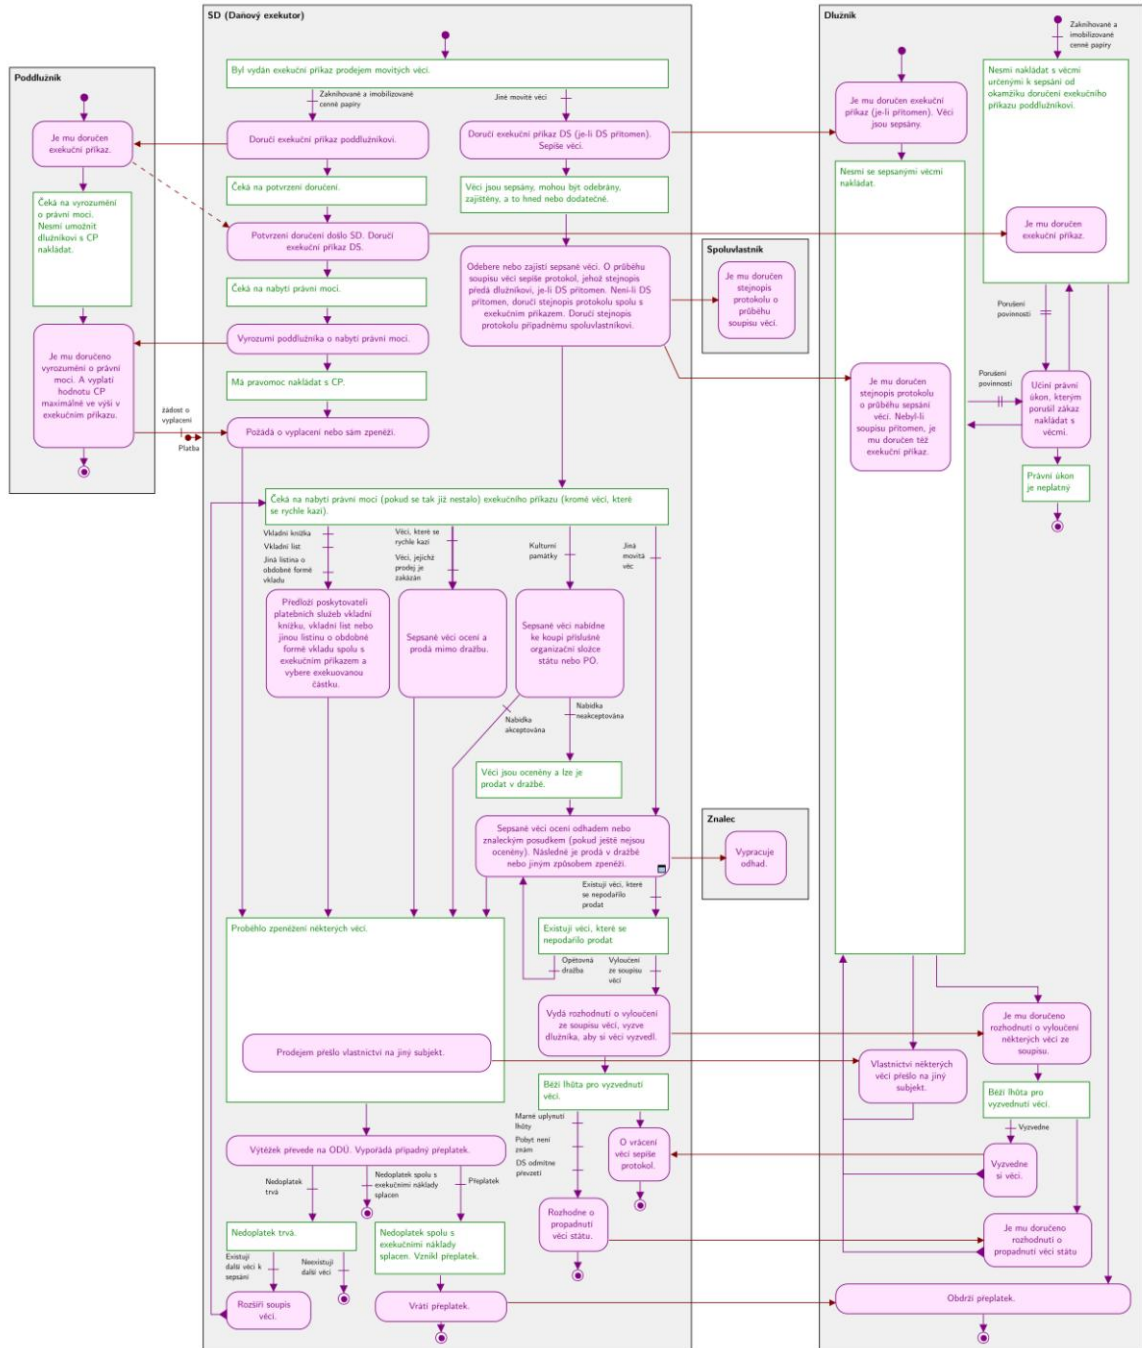 SD (Daňový exekutor)
Byl vydán exekuční příkaz prodejem movitých věcí.
Zaknihované a imobilizované
cenné papíry
Jiné movité věci
Doručí exekuční příkaz poddlužníkovi.
Doručí exekuční příkaz DS (je-li DS přítomen).
Sepíše věci.
Čeká na potvrzení doručení.
Věci jsou sepsány, mohou být odebrány,
zajištěny, a to hned nebo dodatečně.
Potvrzení doručení došlo SD. Doručí
exekuční příkaz DS.
Čeká na nabytí právní moci.
Odebere nebo zajistí sepsané věci. O průběhu
soupisu věcí sepíše protokol, jehož stejnopis
předá dlužníkovi, je-li DS přítomen. Není-li DS
přítomen, doručí stejnopis protokolu spolu s
exekučním příkazem. Doručí stejnopis
protokolu případnému spoluvlastníkovi.
Vyrozumí poddlužníka o nabytí právní moci.
Má pravomoc nakládat s CP.
Požádá o vyplacení nebo sám zpeněží.
Poddlužník
Je mu doručen
exekuční příkaz.
Čeká na vyrozumění
o právní moci.
Nesmí umožnit
dlužníkovi s CP
nakládat.
Je mu doručeno
vyrozumění o právní
moci. A vyplatí
hodnotu CP
maximálně ve výši v
exekučním příkazu.
žádost o
vyplacení
Platba
Čeká na nabytí právní moci (pokud se tak již nestalo) exekučního příkazu (kromě věcí, které
se rychle kazí).
Vkladní knížka
Vkladní list
Jiná listina o
obdobné formě
vkladu
Věci, které se
rychle kazí
Věci, jejichž
prodej je
zakázán
Kulturní
památky
Jiná
movitá
věc
Předloží poskytovateli
platebních služeb vkladní
knížku, vkladní list nebo
jinou listinu o obdobné
formě vkladu spolu s
exekučním příkazem a
vybere exekuovanou
částku.
Sepsané věci ocení a
prodá mimo dražbu.
Sepsané věci nabídne
ke koupi příslušné
organizační složce
státu nebo PO.
Nabídka
akceptována
Nabídka
neakceptována
Věci jsou oceněny a lze je
prodat v dražbě.
Sepsané věci ocení odhadem nebo
znaleckým posudkem (pokud ještě nejsou
oceněny). Následně je prodá v dražbě
nebo jiným způsobem zpeněží.
Existují věci, které
se nepodařilo
prodat
Proběhlo zpeněžení některých věcí.
Existují věci, které se
nepodařilo prodat
Opětovná
dražba
Vyloučení
ze soupisu
věcí
Vydá rozhodnutí o vyloučení
ze soupisu věcí, vyzve
dlužníka, aby si věci vyzvedl.
Prodejem přešlo vlastnictví na jiný subjekt.
Běží lhůta pro vyzvednutí
věcí.
Marné uplynutí
lhůty
Pobyt není
znám
DS odmítne
převzetí
O vrácení
věcí sepíše
protokol.
Rozhodne o
propadnutí
věcí státu.
Výtěžek převede na ODÚ. Vypořádá případný přeplatek.
Nedoplatek
trvá
Nedoplatek spolu s
exekučními náklady
splacen
Přeplatek
Nedoplatek trvá.
Nedoplatek spolu s
exekučními náklady
splacen. Vznikl přeplatek.
Existují
další věci k
sepsání
Neexistují
další věci
Rozšíří soupis
věcí.
Vrátí přeplatek.
Spoluvlastník
Je mu doručen
stejnopis
protokolu o
průběhu
soupisu věcí.
Znalec
Vypracuje
odhad.
Dlužník
Zaknihované a
imobilizované
cenné papíry
Je mu doručen exekuční
příkaz (je-li přítomen). Věci
jsou sepsány.
Nesmí nakládat s věcmi
určenými k sepsání od
okamžiku doručení exekučního
příkazu poddlužníkovi.
Nesmí se sepsanými věcmi
nakládat.
Je mu doručen
exekuční příkaz.
Porušení
povinnosti
Je mu doručen
stejnopis protokolu
o průběhu sepsání
věcí. Nebyl-li
soupisu přítomen, je
mu doručen též
exekuční příkaz.
Porušení
povinnosti
Učiní právní
úkon, kterým
porušil zákaz
nakládat s
věcmi.
Právní úkon
je neplatný
Je mu doručeno
rozhodnutí o vyloučení
některých věcí ze
soupisu.
Vlastnictví některých
věcí přešlo na jiný
subjekt.
Běží lhůta pro
vyzvednutí věcí.
Vyzvedne
Vyzvedne
si věci.
Je mu doručeno
rozhodnutí o
propadnutí věcí státu
Obdrží přeplatek.